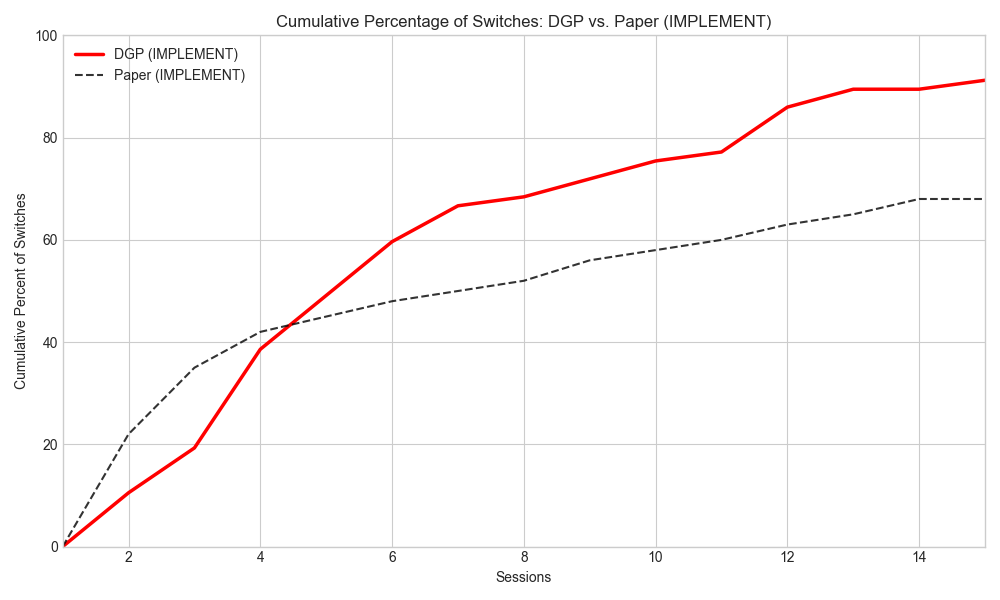 Cumulative Percentage of Switches: DGP vs. Paper (IMPLEMENT)
DGP (IMPLEMENT)
Paper (IMPLEMENT)
Cumulative Percent of Switches
100
80
60
40
20
0
2 4 6 8 10 12 14
Sessions